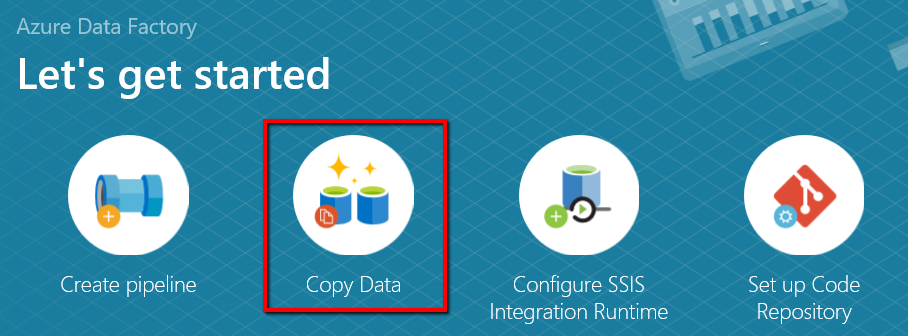 Azure Data Factory
Let's get started
Create pipeline
Copy Data
Configure SSIS
Integration Runtime
Set up Code
Repository